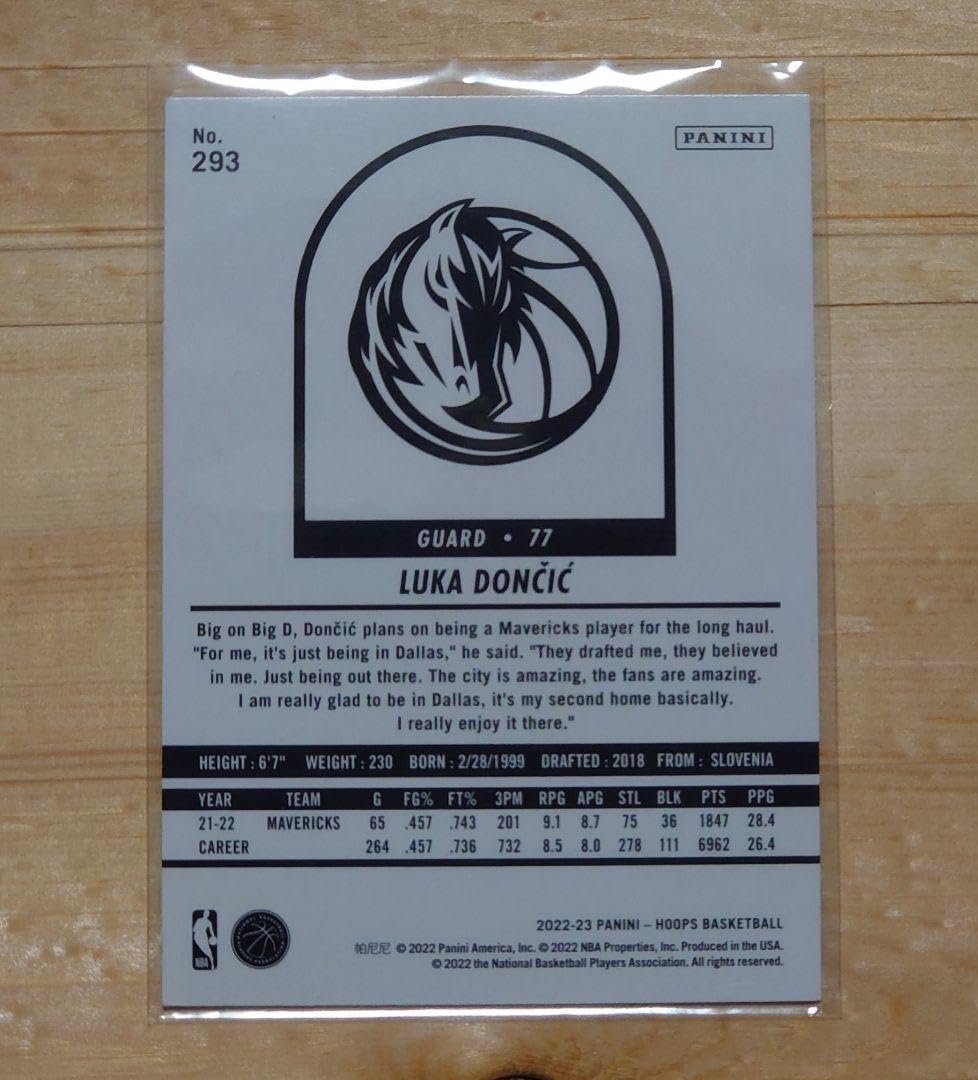 No.
293
PANINI
GUARD • 77
LUKA DONČIĆ
Big on Big D, Dončić plans on being a Mavericks player for the long haul.
"For me, it's just being in Dallas," he said. "They drafted me, they believed
in me. Just being out there. The city is amazing, the fans are amazing.
I am really glad to be in Dallas, it's my second home basically.
I really enjoy it there."
HEIGHT : 6'7" WEIGHT : 230 BORN : 2/28/1999 DRAFTED : 2018 FROM : SLOVENIA
YEAR TEAM G FG% FT% 3PM RPG APG STL BLK PTS PPG
21-22 MAVERICKS 65 .457 .743 201 9.1 8.7 75 36 1847 28.4
CAREER 264 .457 .736 732 8.5 8.0 278 111 6962 26.4
2022-23 PANINI – HOOPS BASKETBALL
帕尼尼 © 2022 Panini America, Inc. © 2022 NBA Properties, Inc. Produced in the USA.
© 2022 the National Basketball Players Association. All rights reserved.
NBA
NATIONAL BASKETBALL
PLAYERS ASSOCIATION